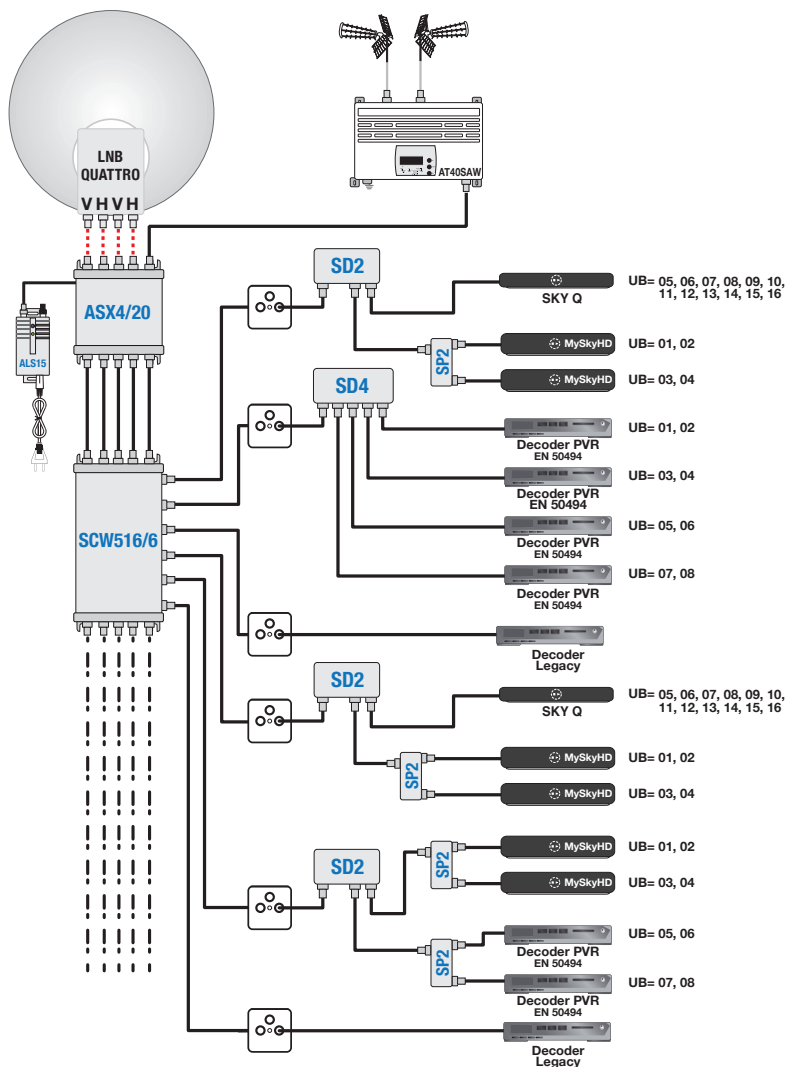 LNB
QUATTRO
V H V H
AT40SAW
ASX4/20
ALS15
SCW516/6
SD2
SKY Q
UB= 05, 06, 07, 08, 09, 10,
11, 12, 13, 14, 15, 16
SP2
MySkyHD
UB= 01, 02
MySkyHD
UB= 03, 04
SD4
Decoder PVR
EN 50494
UB= 01, 02
Decoder PVR
EN 50494
UB= 03, 04
Decoder PVR
EN 50494
UB= 05, 06
Decoder PVR
EN 50494
UB= 07, 08
Decoder
Legacy
SD2
SKY Q
UB= 05, 06, 07, 08, 09, 10,
11, 12, 13, 14, 15, 16
SP2
MySkyHD
UB= 01, 02
MySkyHD
UB= 03, 04
SD2
SP2
MySkyHD
UB= 01, 02
MySkyHD
UB= 03, 04
SP2
Decoder PVR
EN 50494
UB= 05, 06
Decoder PVR
EN 50494
UB= 07, 08
Decoder
Legacy